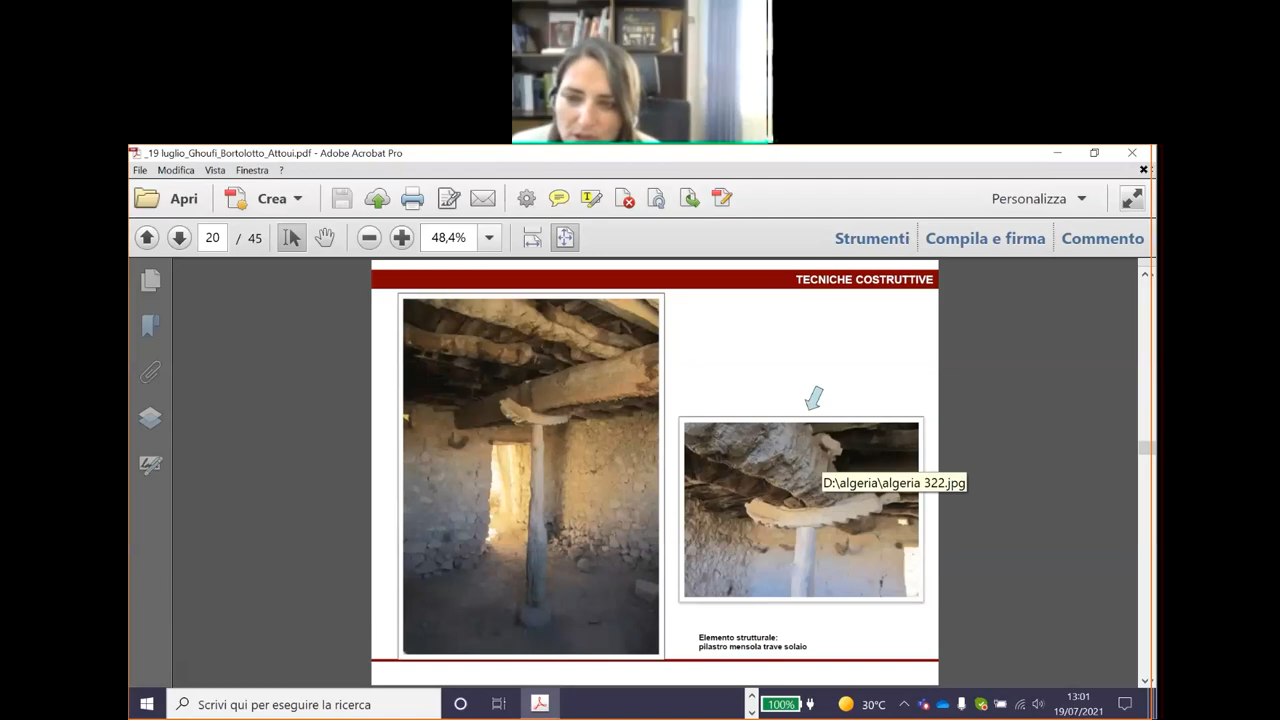 _19 luglio_Ghoufi_Bortolotto_Attoui.pdf - Adobe Acrobat Pro
File Modifica Vista Finestra ?
Apri Crea Personalizza
20 / 45 48,4% Strumenti Compila e firma Commento
TECNICHE COSTRUTTIVE
D:\algeria\algeria 322.jpg
Elemento strutturale:
pilastro mensola trave solaio
Scrivi qui per eseguire la ricerca
100% 30°C 13:01
19/07/2021